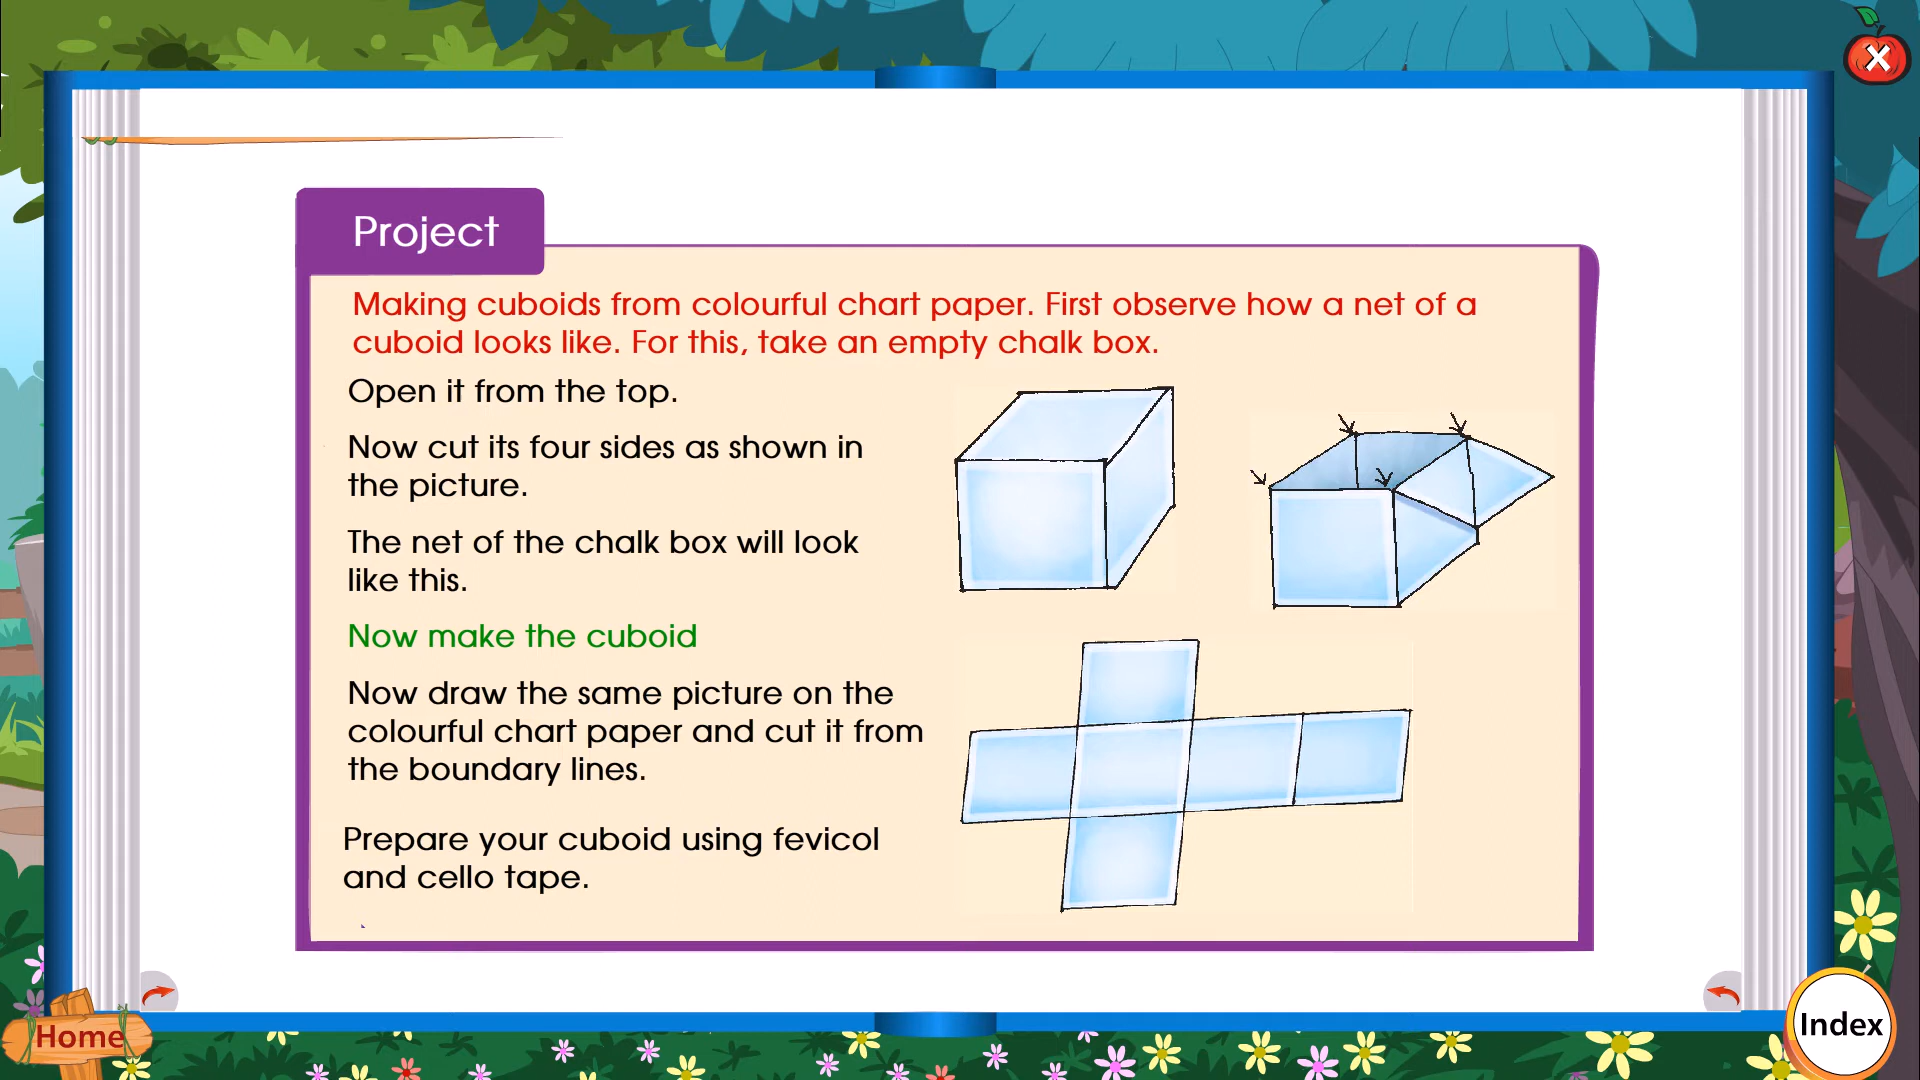 Project
Making cuboids from colourful chart paper. First observe how a net of a
cuboid looks like. For this, take an empty chalk box.
Open it from the top.
Now cut its four sides as shown in
the picture.
The net of the chalk box will look
like this.
Now make the cuboid
Now draw the same picture on the
colourful chart paper and cut it from
the boundary lines.
Prepare your cuboid using fevicol
and cello tape.
Home
Index